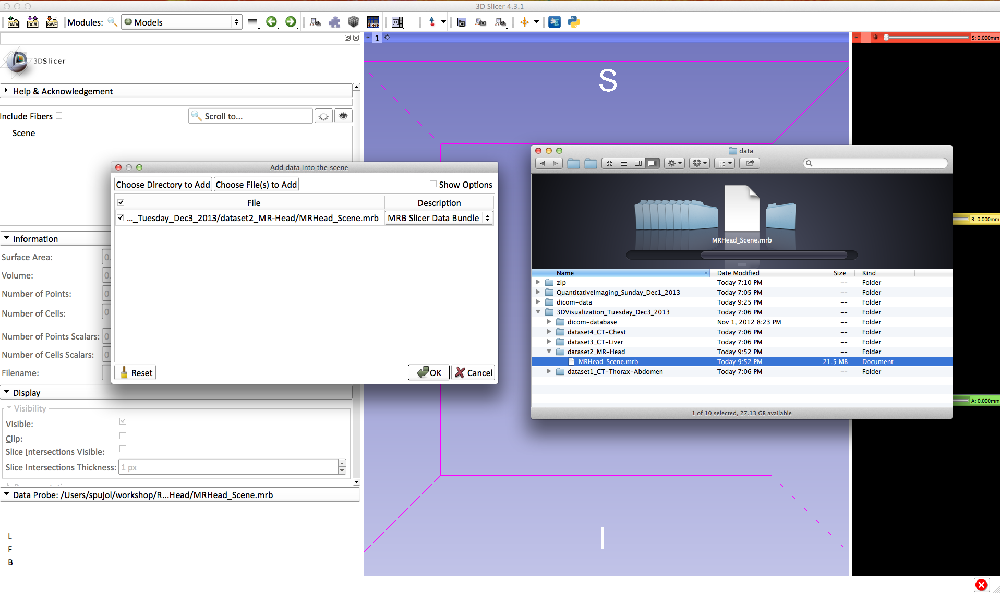 3D Slicer 4.3.1
DATA DCM SAVE Modules: Models
1 S: 0.000mm
3DSlicer
Help & Acknowledgement
Include Fibers Scroll to...
Scene
S
R: 0.000mm
A: 0.000mm
I
Add data into the scene
Choose Directory to Add Choose File(s) to Add Show Options
File Description
..._Tuesday_Dec3_2013/dataset2_MR-Head/MRHead_Scene.mrb MRB Slicer Data Bundle
Reset OK Cancel
data
MRHead_Scene.mrb
Name Date Modified Size Kind
zip Today 7:10 PM -- Folder
QuantitativeImaging_Sunday_Dec1_2013 Today 7:05 PM -- Folder
dicom-data Today 9:25 PM -- Folder
3DVisualization_Tuesday_Dec3_2013 Today 7:06 PM -- Folder
dicom-database Nov 1, 2012 8:23 PM -- Folder
dataset4_CT-Chest Today 7:06 PM -- Folder
dataset3_CT-Liver Today 7:06 PM -- Folder
dataset2_MR-Head Today 9:52 PM -- Folder
MRHead_Scene.mrb Today 9:52 PM 21.5 MB Document
dataset1_CT-Thorax-Abdomen Today 7:06 PM -- Folder
1 of 10 selected, 27.13 GB available
Information
Surface Area: 0.
Volume: 0.
Number of Points: 0
Number of Cells: 0
Number of Points Scalars: 0
Number of Cells Scalars: 0
Filename:
Display
Visibility
Visible:
Clip:
Slice Intersections Visible:
Slice Intersections Thickness: 1 px
Data Probe: /Users/spujol/workshop/R...Head/MRHead_Scene.mrb
L
F
B